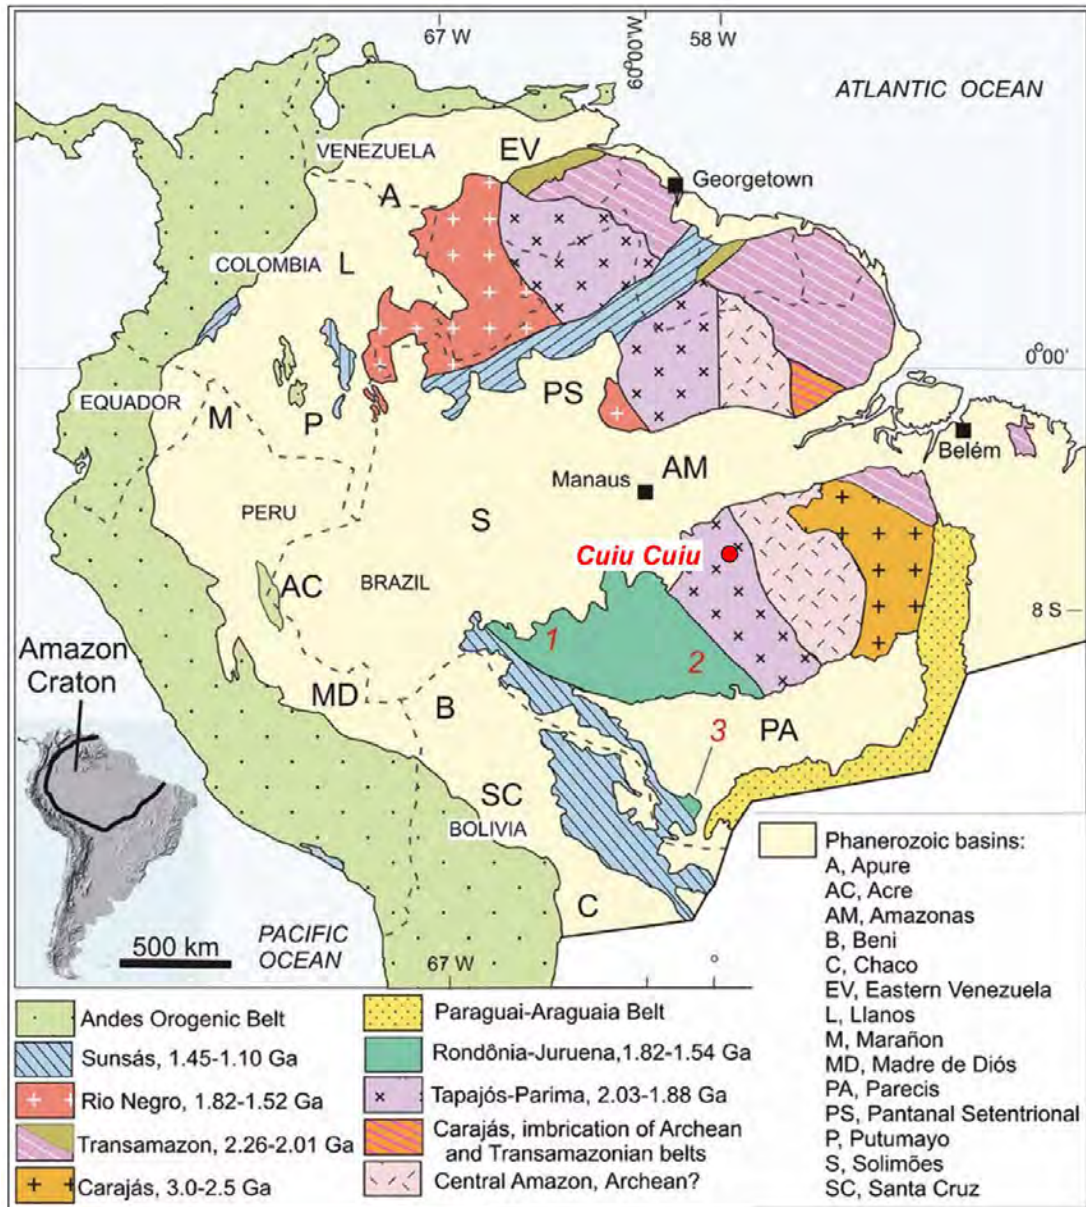 67 W
60⁰00'W
58 W
ATLANTIC OCEAN
VENEZUELA
EV
Georgetown
A
COLOMBIA
L
0⁰00'
EQUADOR
M
P
PS
Belém
Manaus
AM
PERU
S
Cuiu Cuiu
AC
BRAZIL
8 S
1
2
Amazon
Craton
MD
B
3
PA
SC
BOLIVIA
C
500 km
PACIFIC
OCEAN
67 W
o
Phanerozoic basins:
A, Apure
AC, Acre
AM, Amazonas
B, Beni
C, Chaco
EV, Eastern Venezuela
L, Llanos
M, Marañon
MD, Madre de Diós
PA, Parecis
PS, Pantanal Setentrional
P, Putumayo
S, Solimões
SC, Santa Cruz
Andes Orogenic Belt
Sunsás, 1.45-1.10 Ga
Rio Negro, 1.82-1.52 Ga
Transamazon, 2.26-2.01 Ga
Carajás, 3.0-2.5 Ga
Paraguai-Araguaia Belt
Rondônia-Juruena,1.82-1.54 Ga
Tapajós-Parima, 2.03-1.88 Ga
Carajás, imbrication of Archean
and Transamazonian belts
Central Amazon, Archean?